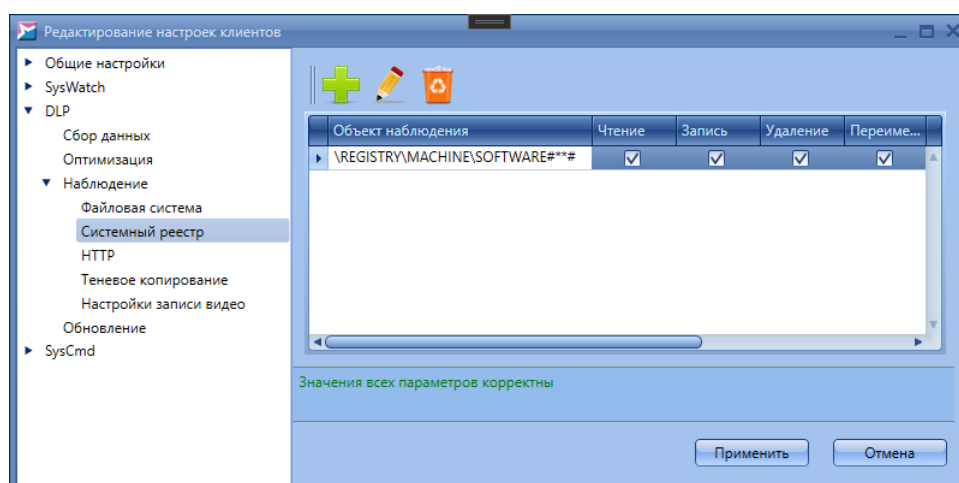 Редактирование настроек клиентов
Общие настройки
SysWatch
DLP
Сбор данных
Оптимизация
Наблюдение
Файловая система
Системный реестр
HTTP
Теневое копирование
Настройки записи видео
Обновление
SysCmd
Объект наблюдения Чтение Запись Удаление Переиме...
\REGISTRY\MACHINE\SOFTWARE#**#
Значения всех параметров корректны
Применить Отмена